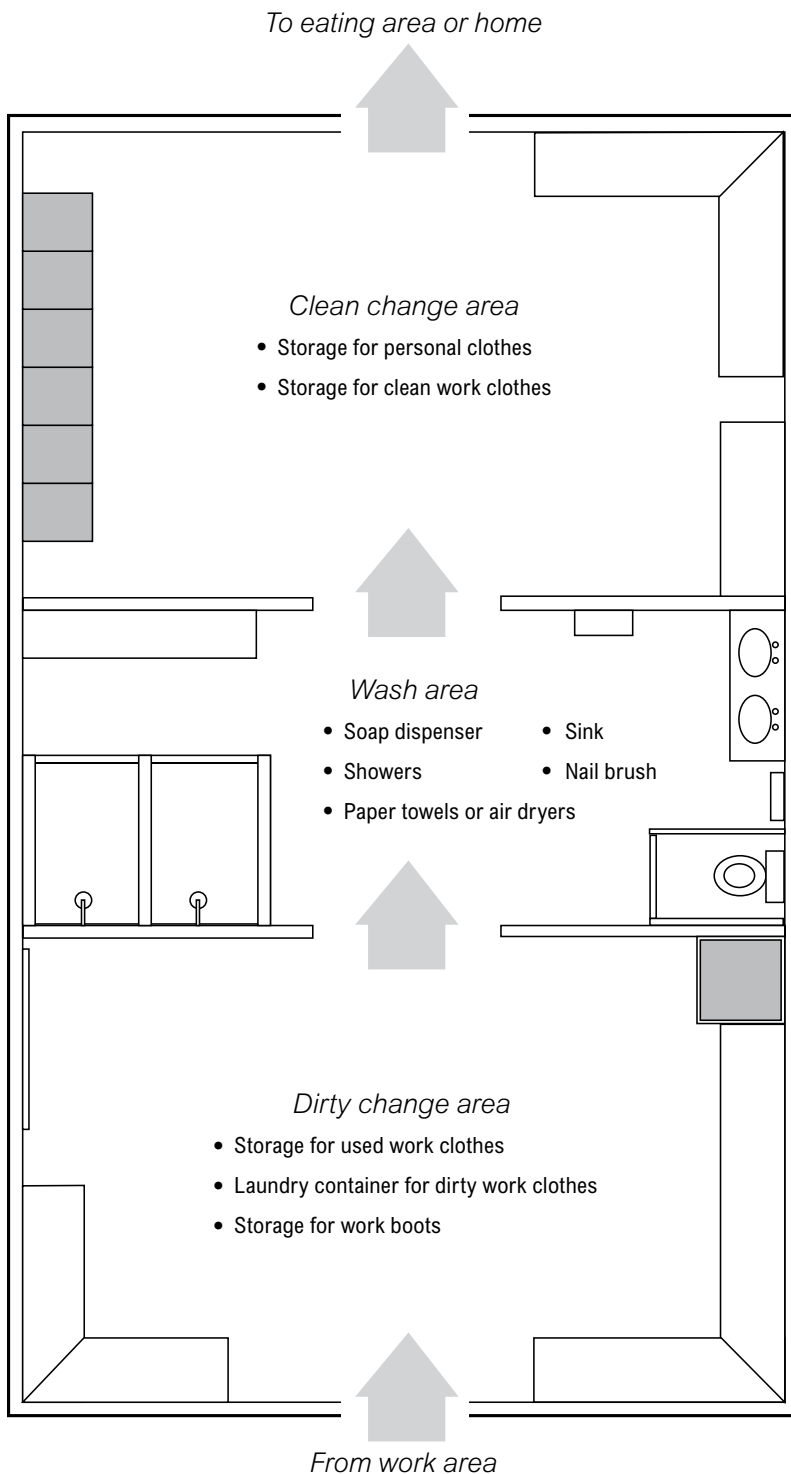 To eating area or home
Clean change area
• Storage for personal clothes
• Storage for clean work clothes
Wash area
• Soap dispenser • Sink
• Showers • Nail brush
• Paper towels or air dryers
Dirty change area
• Storage for used work clothes
• Laundry container for dirty work clothes
• Storage for work boots
From work area